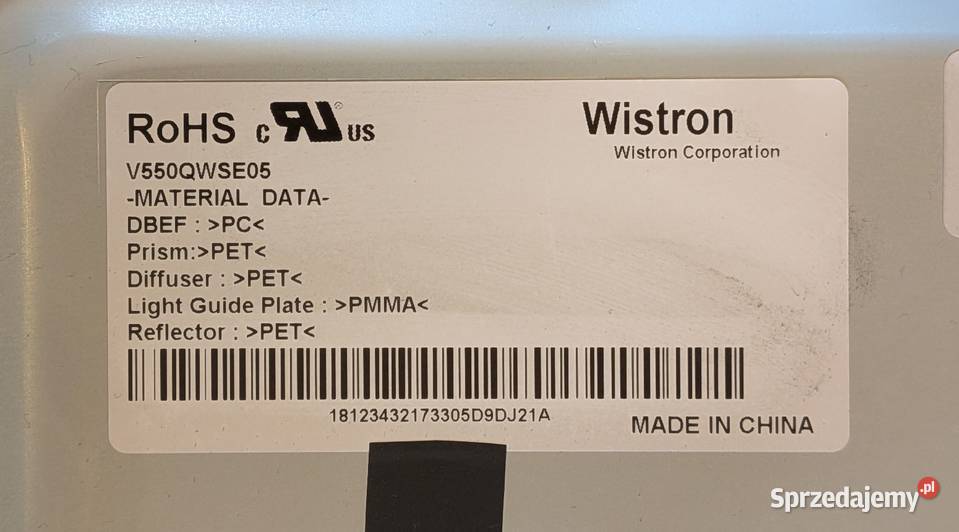 RoHS c RU ® US
Wistron
Wistron Corporation
V550QWSE05
-MATERIAL DATA-
DBEF : >PC<
Prism:>PET<
Diffuser : >PET<
Light Guide Plate : >PMMA<
Reflector : >PET<
18123432173305D9DJ21A
MADE IN CHINA
Sprzedajemy.pl